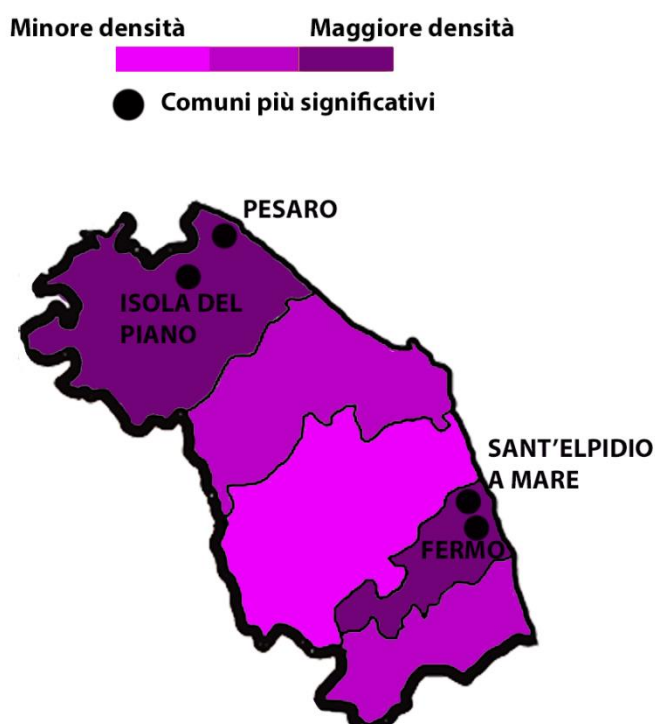 Minore densità Maggiore densità
Comuni più significativi
PESARO
ISOLA DEL
PIANO
SANT'ELPIDIO
A MARE
FERMO